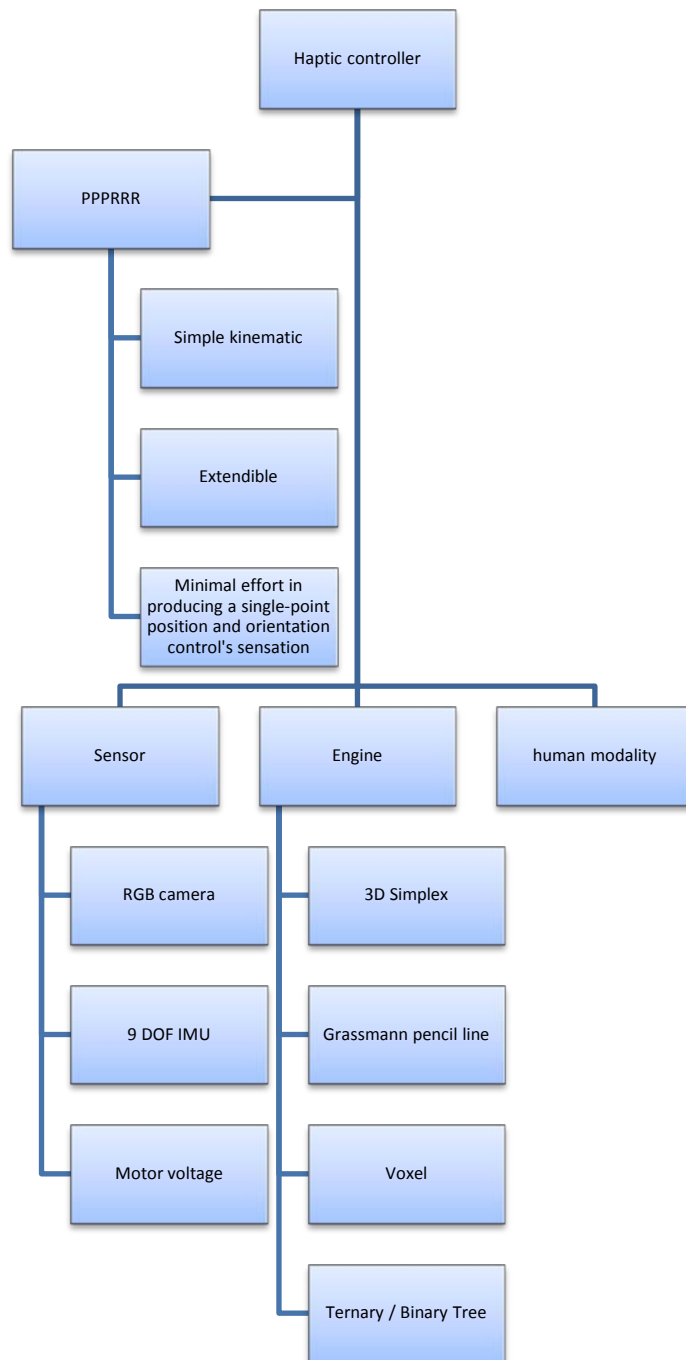 Haptic controller
PPPRRR
Simple kinematic
Extendible
Minimal effort in
producing a single-point
position and orientation
control's sensation
Sensor
Engine
human modality
RGB camera
3D Simplex
9 DOF IMU
Grassmann pencil line
Motor voltage
Voxel
Ternary / Binary Tree